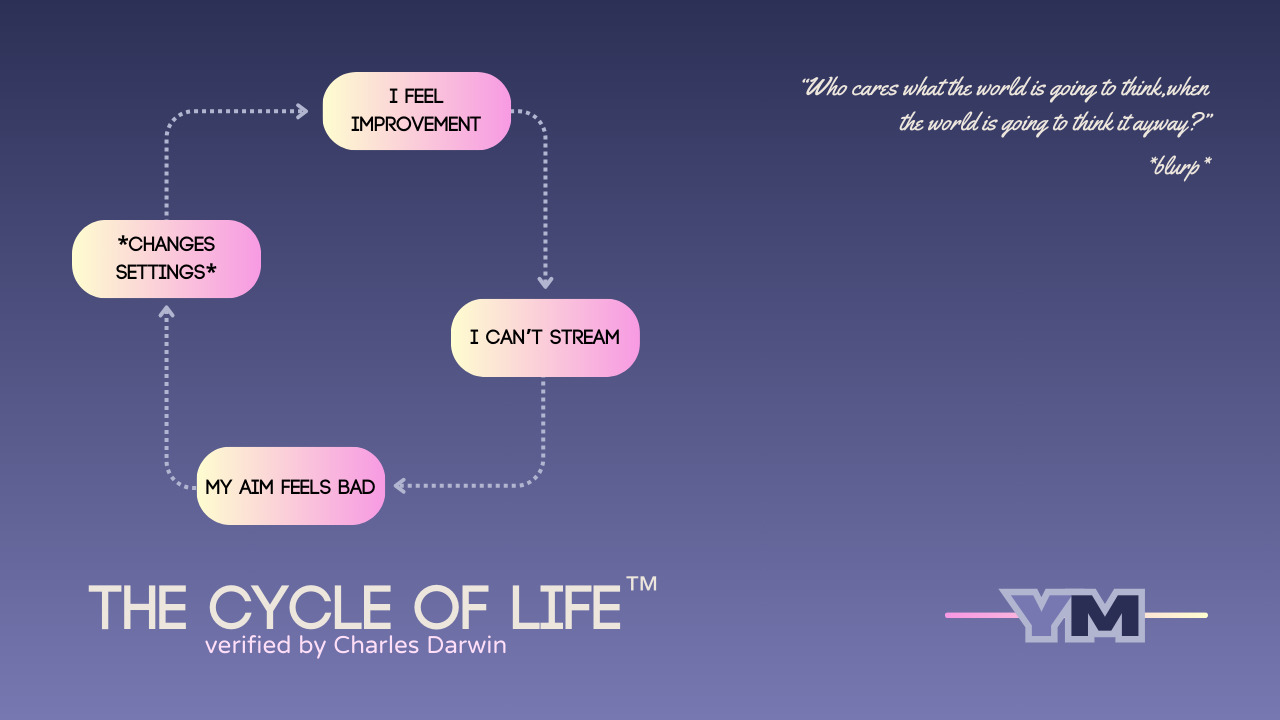 I FEEL
IMPROVEMENT
"Who cares what the world is going to think,when
the world is going to think it ayway?"
*blurp*
*CHANGES
SETTINGS*
I CAN'T STREAM
MY AIM FEELS BAD
THE CYCLE OF LIFE™
verified by Charles Darwin
YM